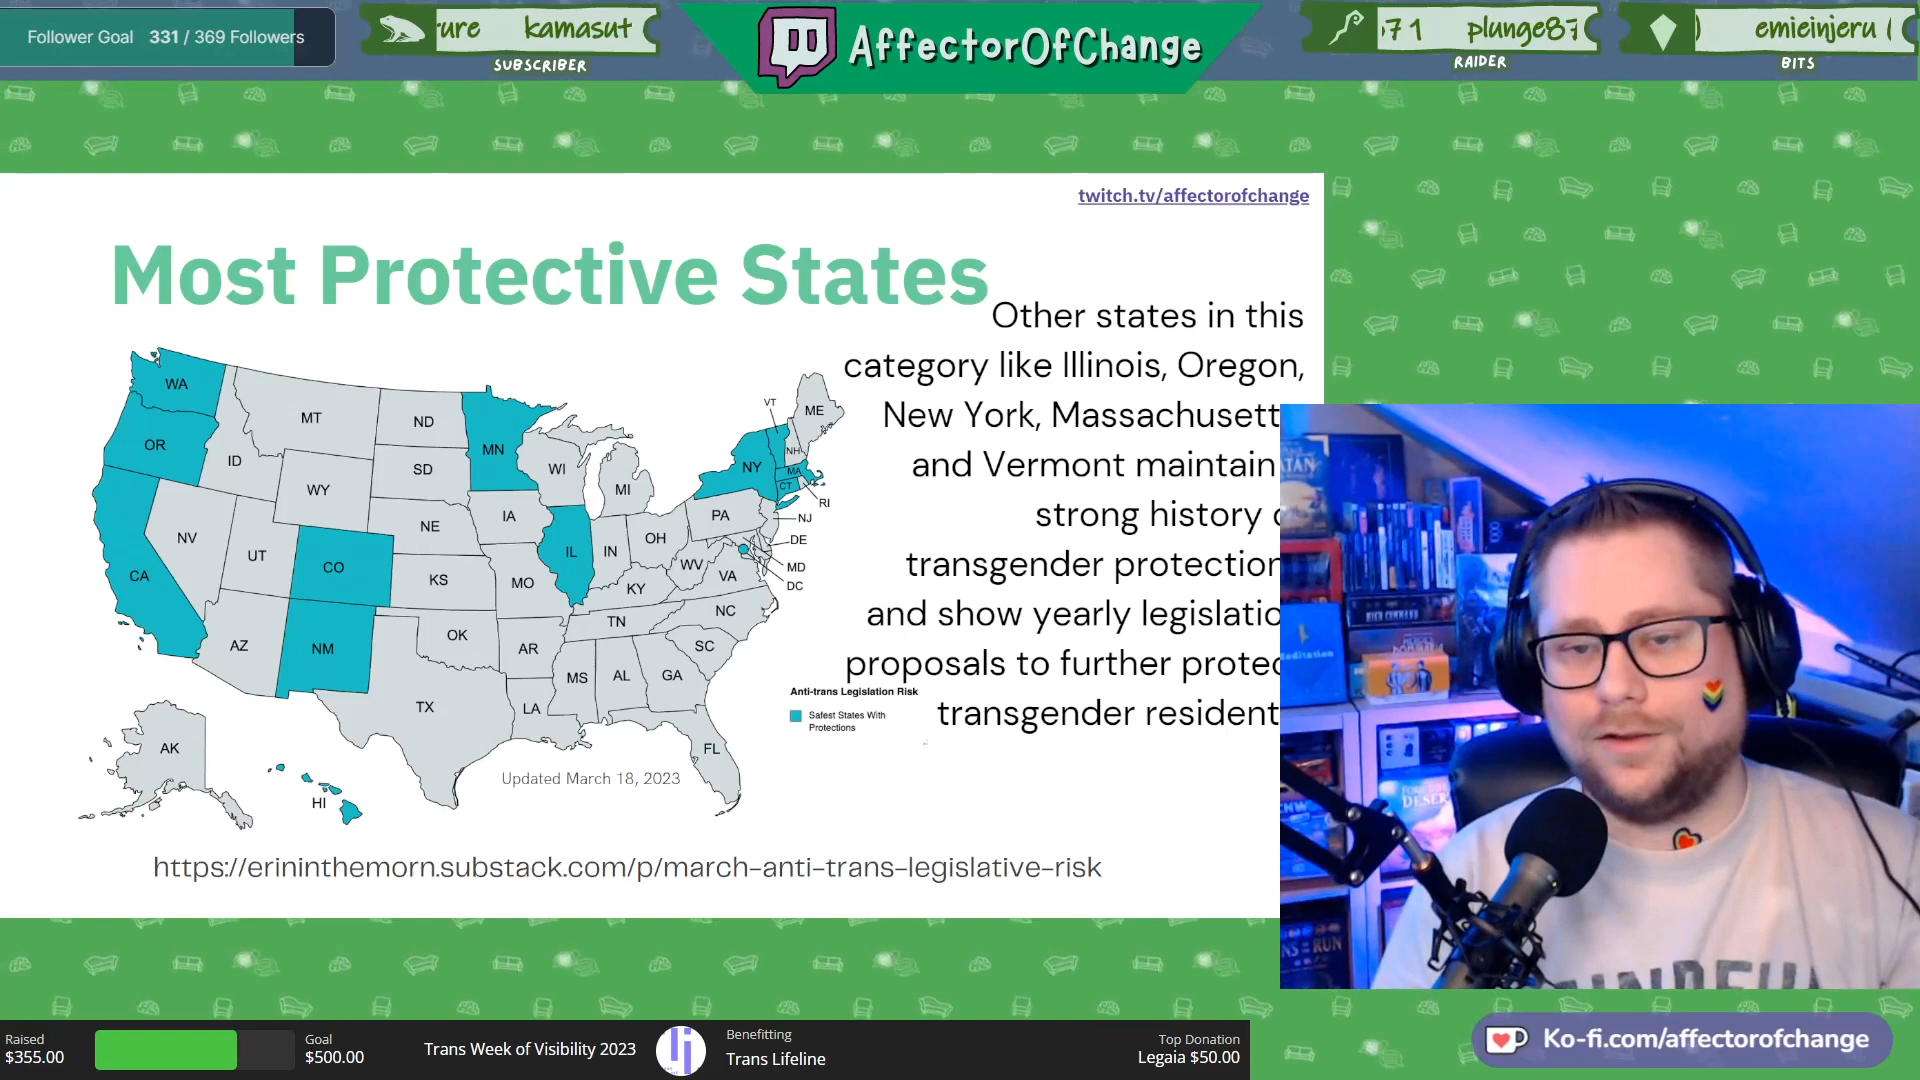 Follower Goal 331 / 369 Followers
ure kamasut
SUBSCRIBER
AffectorOfChange
71 plunge87
RAIDER
emieinjeru
BITS
twitch.tv/affectorofchange
Most Protective States
Other states in this
category like Illinois, Oregon,
New York, Massachusett
and Vermont maintain
strong history
transgender protection
and show yearly legislatio
proposals to further protec
transgender resident
WA
OR
CA
ID
NV
MT
WY
UT
AZ
CO
NM
ND
SD
NE
KS
OK
TX
MN
IA
MO
AR
LA
WI
IL
MI
IN
OH
KY
TN
MS
AL
GA
FL
SC
NC
VA
WV
PA
NY
VT
NH
ME
MA
CT
RI
NJ
DE
MD
DC
AK
HI
Anti-trans Legislation Risk
Safest States With
Protections
Updated March 18, 2023
https://erininthemorn.substack.com/p/march-anti-trans-legislative-risk
HIGH COMMAND
Meditation
DESER
Raised
$355.00
Goal
$500.00
Trans Week of Visibility 2023
Benefitting
Trans Lifeline
Top Donation
Legaia $50.00
Ko-fi.com/affectorofchange